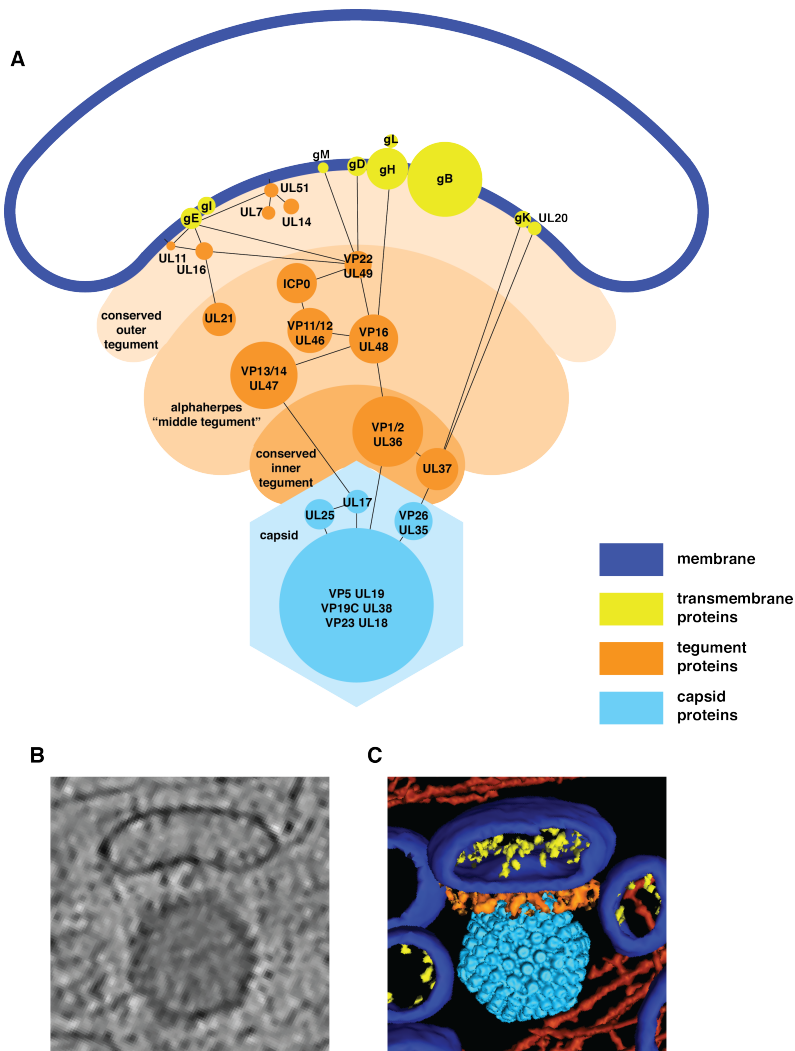 A
gL
gM
gD
gH
gB
UL51
gI
UL7
UL14
gE
gK
UL20
UL11
UL16
VP22
UL49
ICP0
conserved
outer
tegument
UL21
VP11/12
UL46
VP16
UL48
VP13/14
UL47
alphaherpes
“middle tegument”
VP1/2
UL36
conserved
inner
tegument
UL37
UL17
UL25
VP26
UL35
capsid
VP5 UL19
VP19C UL38
VP23 UL18
membrane
transmembrane
proteins
tegument
proteins
capsid
proteins
B
C